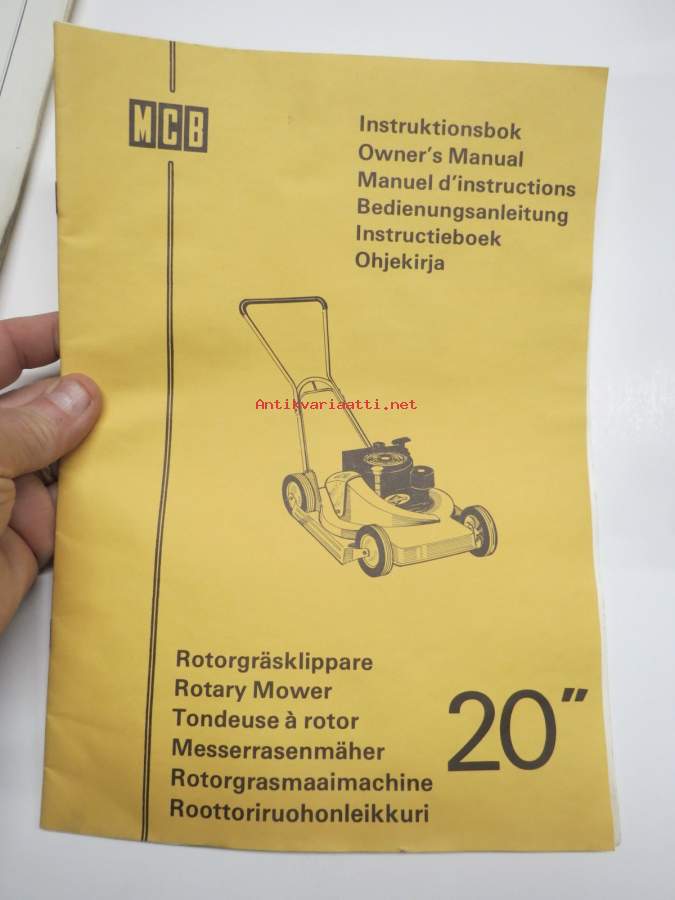 MCB
Instruktionsbok
Owner's Manual
Manuel d'instructions
Bedienungsanleitung
Instructieboek
Ohjekirja
Antikvariaatti.net
Rotorgräsklippare
Rotary Mower
Tondeuse à rotor
Messerrasenmäher
Rotorgrasmaaimachine
Roottoriruohonleikkuri
20"